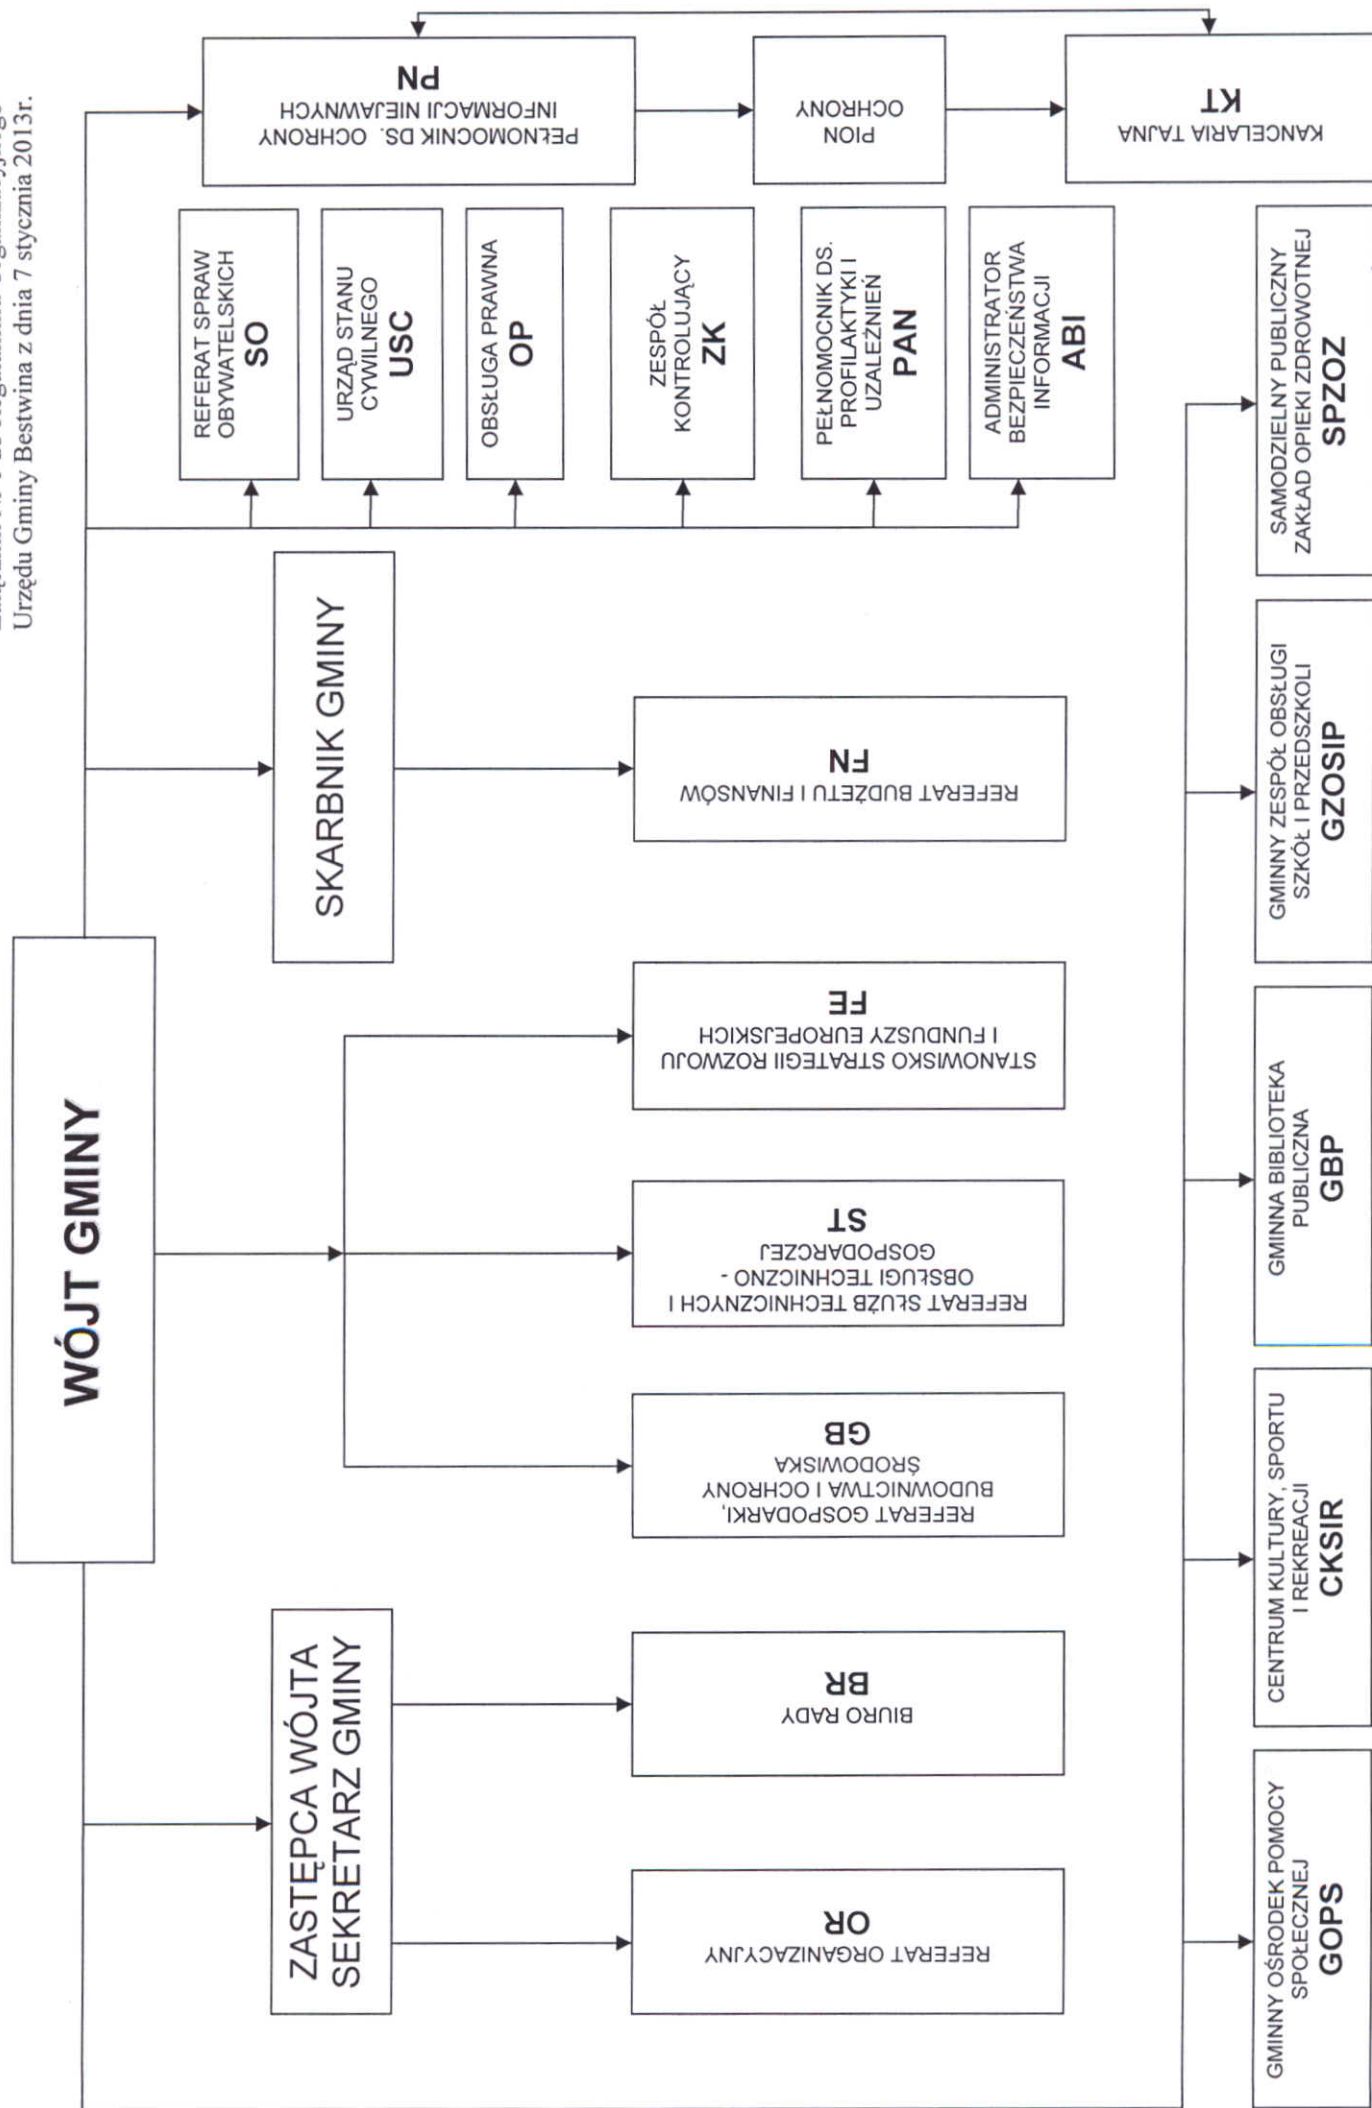 Urzędu Gminy Bestwina z dnia 7 stycznia 2013r.
WÓJT GMINY
ZASTĘPCA WÓJTA
SEKRETARZ GMINY
SKARBNIK GMINY
REFERAT ORGANIZACYJNY
OR
BIURO RADY
BR
REFERAT GOSPODARKI,
BUDOWNICTWA I OCHRONY
ŚRODOWISKA
GB
REFERAT SŁUŻB TECHNICZNYCH I
OBSŁUGI TECHNICZNO -
GOSPODARCZEJ
ST
STANOWISKO STRATEGII ROZWOJU
I FUNDUSZY EUROPEJSKICH
FE
REFERAT BUDŻETU I FINANSÓW
FN
REFERAT SPRAW
OBYWATELSKICH
SO
URZĄD STANU
CYWILNEGO
USC
OBSŁUGA PRAWNA
OP
ZESPÓŁ
KONTROLUJĄCY
ZK
PEŁNOMOCNIK DS.
PROFILAKTYKI I
UZALEŻNIEŃ
PAN
ADMINISTRATOR
BEZPIECZEŃSTWA
INFORMACJI
ABI
PEŁNOMOCNIK DS. OCHRONY
INFORMACJI NIEJAWNYCH
PN
PION
OCHRONY
KANCELARIA TAJNA
KT
GMINNY OŚRODEK POMOCY
SPOŁECZNEJ
GOPS
CENTRUM KULTURY, SPORTU
I REKREACJI
CKSIR
GMINNA BIBLIOTEKA
PUBLICZNA
GBP
GMINNY ZESPÓŁ OBSŁUGI
SZKÓŁ I PRZEDSZKOLI
GZOSIP
SAMODZIELNY PUBLICZNY
ZAKŁAD OPIEKI ZDROWOTNEJ
SPZOZ